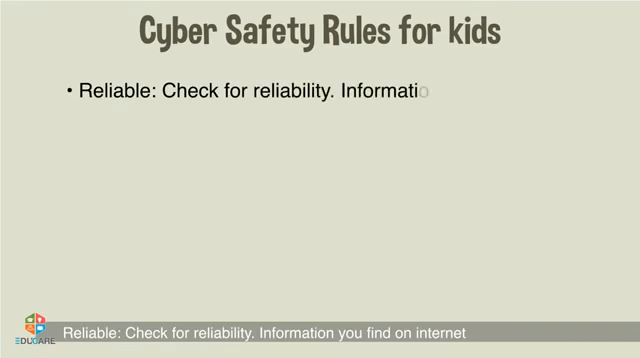 Cyber Safety Rules for kids
• Reliable: Check for reliability. Informatio
EDUCARE
Reliable: Check for reliability. Information you find on internet